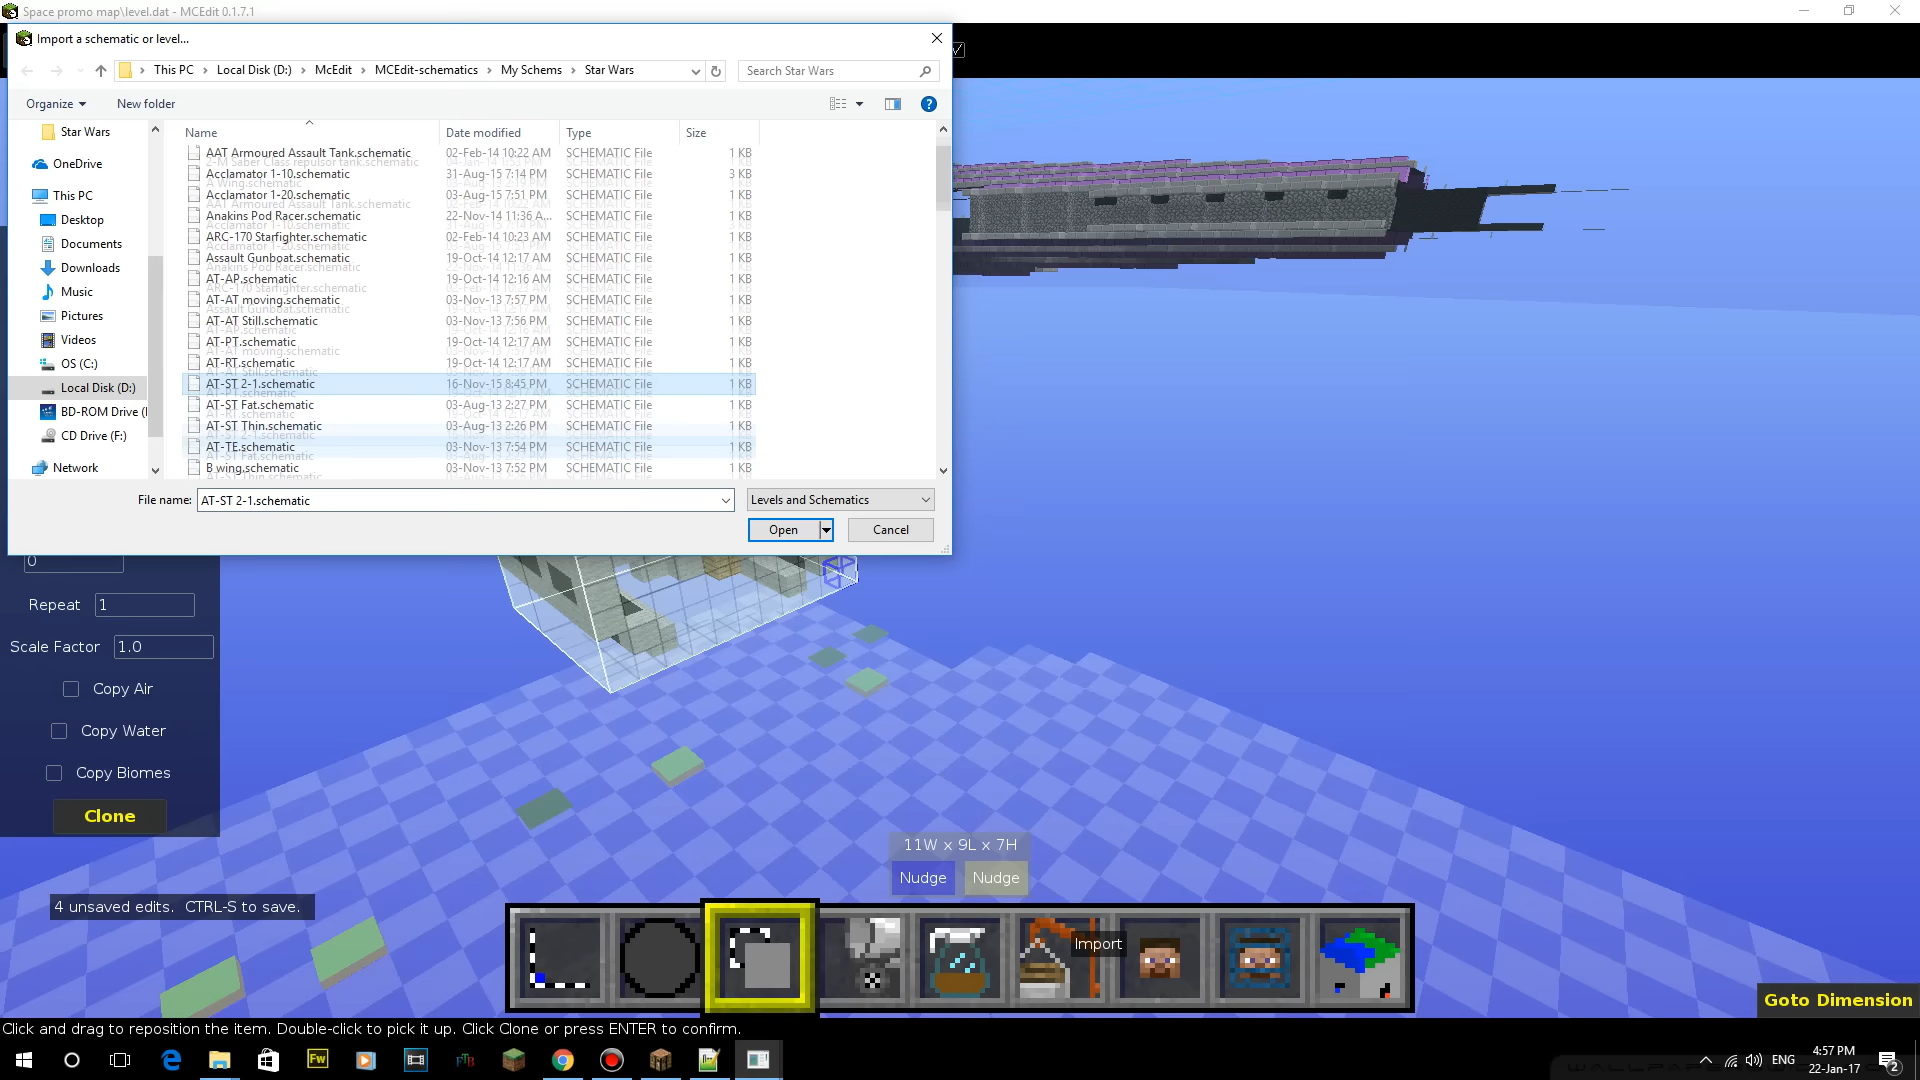 Space promo map\level.dat - MCEdit 0.1.7.1
Import a schematic or level...
This PC > Local Disk (D:) > McEdit > MCEdit-schematics > My Schems > Star Wars
Search Star Wars
Organize
New folder
Name Date modified Type Size
Star Wars
OneDrive
This PC
Desktop
Documents
Downloads
Music
Pictures
Videos
OS (C:)
Local Disk (D:)
BD-ROM Drive (
CD Drive (F:)
Network
AAT Armoured Assault Tank.schematic 02-Feb-14 10:22 AM SCHEMATIC File 1 KB
Acclamator 1-10.schematic 31-Aug-15 7:14 PM SCHEMATIC File 3 KB
Acclamator 1-20.schematic 03-Aug-15 7:51 PM SCHEMATIC File 1 KB
Anakins Pod Racer.schematic 22-Nov-14 11:36 A... SCHEMATIC File 1 KB
ARC-170 Starfighter.schematic 02-Feb-14 10:23 AM SCHEMATIC File 1 KB
Assault Gunboat.schematic 19-Oct-14 12:17 AM SCHEMATIC File 1 KB
AT-AP.schematic 19-Oct-14 12:16 AM SCHEMATIC File 1 KB
AT-AT moving.schematic 03-Nov-13 7:57 PM SCHEMATIC File 1 KB
AT-AT Still.schematic 03-Nov-13 7:56 PM SCHEMATIC File 1 KB
AT-PT.schematic 19-Oct-14 12:17 AM SCHEMATIC File 1 KB
AT-RT.schematic 19-Oct-14 12:17 AM SCHEMATIC File 1 KB
AT-ST 2-1.schematic 16-Nov-15 8:45 PM SCHEMATIC File 1 KB
AT-ST Fat.schematic 03-Aug-13 2:27 PM SCHEMATIC File 1 KB
AT-ST Thin.schematic 03-Aug-13 2:26 PM SCHEMATIC File 1 KB
AT-TE.schematic 03-Nov-13 7:54 PM SCHEMATIC File 1 KB
B wing.schematic 03-Nov-13 7:52 PM SCHEMATIC File 1 KB
File name: AT-ST 2-1.schematic
Levels and Schematics
Open
Cancel
0
Repeat 1
Scale Factor 1.0
Copy Air
Copy Water
Copy Biomes
Clone
11W x 9L x 7H
Nudge Nudge
4 unsaved edits. CTRL-S to save.
Import
Goto Dimension
Click and drag to reposition the item. Double-click to pick it up. Click Clone or press ENTER to confirm.
Fw
FTB
ENG
4:57 PM
22-Jan-17
2